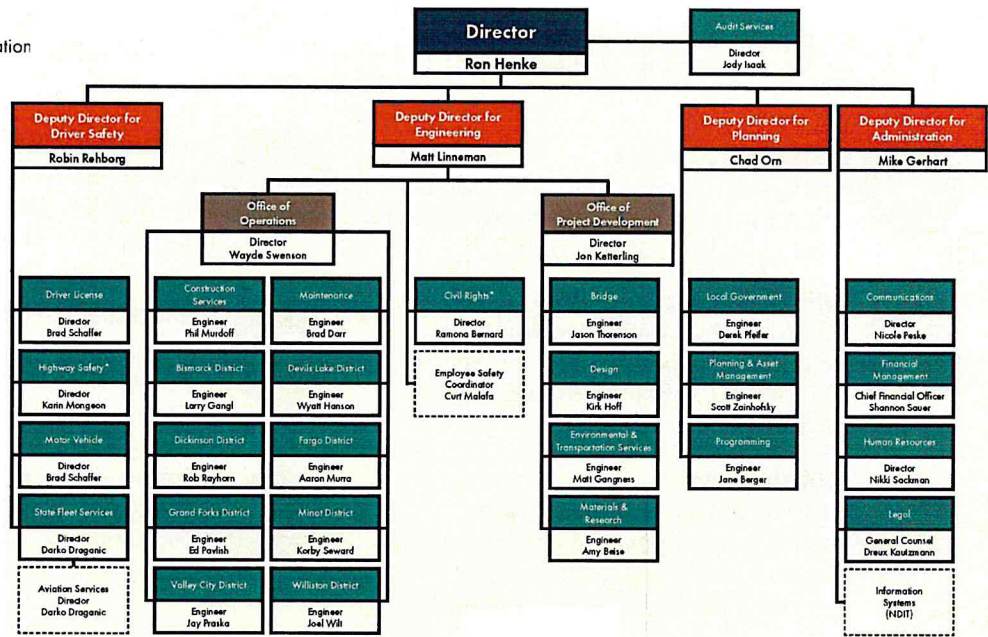 ation
Director
Ron Henke
Audit Services
Director
Jody Isaak
Deputy Director for
Driver Safety
Robin Rehborg
Deputy Director for
Engineering
Matt Linneman
Deputy Director for
Planning
Chad Orn
Deputy Director for
Administration
Mike Gerhart
Office of
Operations
Director
Wayde Swenson
Office of
Project Development
Director
Jon Ketterling
Driver License
Director
Brad Schaffer
Highway Safety*
Director
Karin Mongeon
Motor Vehicle
Director
Brad Schaffer
State Fleet Services
Director
Darko Draganic
Aviation Services
Director
Darko Draganic
Construction
Services
Engineer
Phil Murdoff
Bismarck District
Engineer
Larry Gangl
Dickinson District
Engineer
Rob Rayhorn
Grand Forks District
Engineer
Ed Pavlish
Valley City District
Engineer
Jay Praska
Maintenance
Engineer
Brad Darr
Devils Lake District
Engineer
Wyatt Hanson
Fargo District
Engineer
Aaron Murra
Minot District
Engineer
Korby Seward
Williston District
Engineer
Joel Wilt
Civil Rights*
Director
Ramona Bernard
Employee Safety
Coordinator
Curt Malafa
Bridge
Engineer
Jason Thorenson
Design
Engineer
Kirk Hoff
Environmental &
Transportation Services
Engineer
Matt Gangness
Materials &
Research
Engineer
Amy Beise
Local Government
Engineer
Derek Pfeifer
Planning & Asset
Management
Engineer
Scott Zainhofsky
Programming
Engineer
Jane Berger
Communications
Director
Nicole Peske
Financial
Management
Chief Financial Officer
Shannon Sauer
Human Resources
Director
Nikki Sackman
Legal
General Counsel
Dreux Kautzmann
Information
Systems
(NDIT)